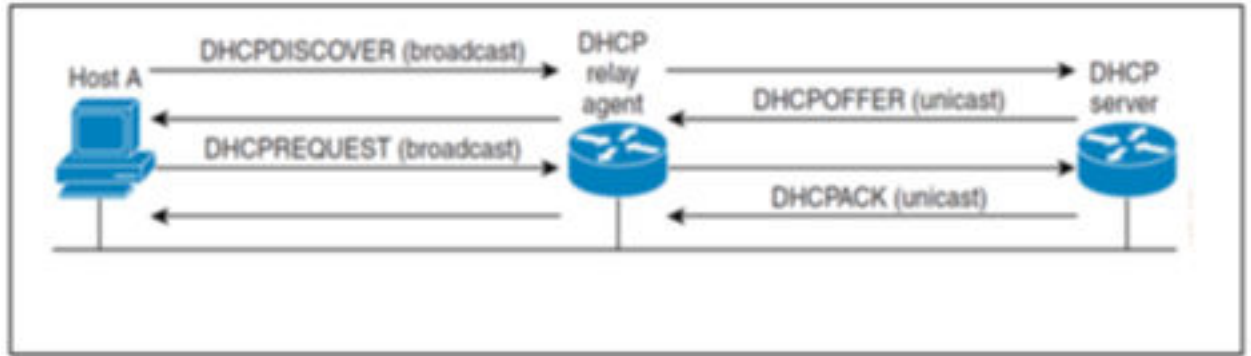 DHCPDISCOVER (broadcast)
DHCP
relay
agent
Host A
DHCP
server
DHCPOFFER (unicast)
DHCPREQUEST (broadcast)
DHCPACK (unicast)